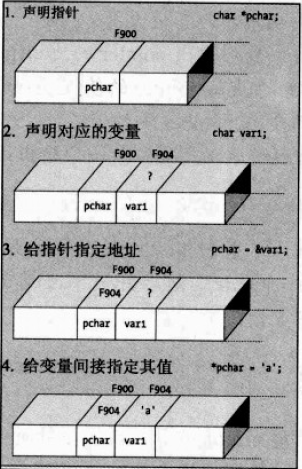 1. 声明指针 char *pchar;
F900
pchar
2. 声明对应的变量 char var1;
F900 F904
?
pchar var1
3. 给指针指定地址 pchar = &var1;
F900 F904
F904 ?
pchar var1
4. 给变量间接指定其值 *pchar = 'a';
F900 F904
F904 'a'
pchar var1